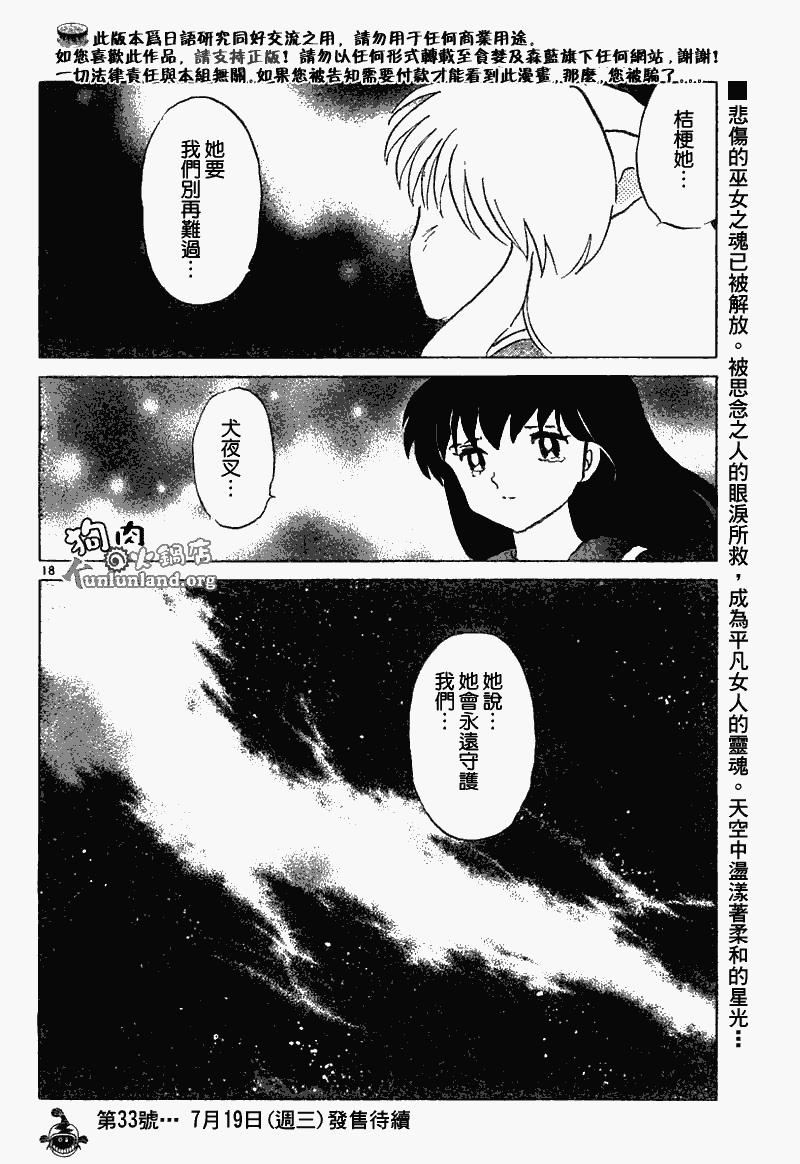 此版本爲日語研究同好交流之用，請勿用于任何商業用途。
如您喜歡此作品，請支持正版！請勿以任何形式轉載至貪婪及森藍旗下任何網站，謝謝！
一切法律責任與本組無關。如果您被告知需要付款才能看到此漫畫，那麼，您被騙了....
桔梗她…
她要
我們別再難過…
犬夜叉…
狗肉火鍋店
Kunlunland.org
18
她說…
她會永遠守護
我們…
■悲傷的巫女之魂已被解放。被思念之人的眼淚所救，成為平凡女人的靈魂。天空中盪漾著柔和的星光…
第33號… 7月19日(週三)發售待續